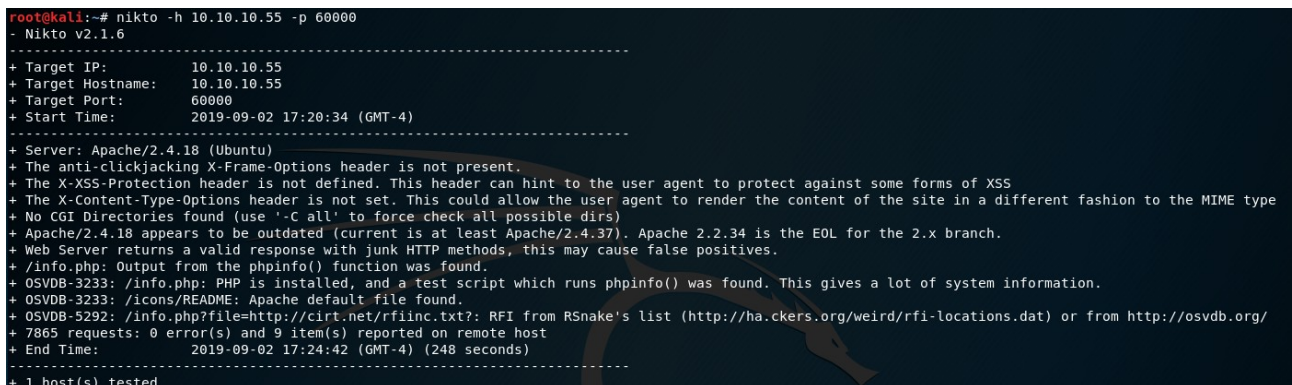 root@kali:~# nikto -h 10.10.10.55 -p 60000
- Nikto v2.1.6
---------------------------------------------------------------------------
+ Target IP:          10.10.10.55
+ Target Hostname:    10.10.10.55
+ Target Port:        60000
+ Start Time:         2019-09-02 17:20:34 (GMT-4)
---------------------------------------------------------------------------
+ Server: Apache/2.4.18 (Ubuntu)
+ The anti-clickjacking X-Frame-Options header is not present.
+ The X-XSS-Protection header is not defined. This header can hint to the user agent to protect against some forms of XSS
+ The X-Content-Type-Options header is not set. This could allow the user agent to render the content of the site in a different fashion to the MIME type
+ No CGI Directories found (use '-C all' to force check all possible dirs)
+ Apache/2.4.18 appears to be outdated (current is at least Apache/2.4.37). Apache 2.2.34 is the EOL for the 2.x branch.
+ Web Server returns a valid response with junk HTTP methods, this may cause false positives.
+ /info.php: Output from the phpinfo() function was found.
+ OSVDB-3233: /info.php: PHP is installed, and a test script which runs phpinfo() was found. This gives a lot of system information.
+ OSVDB-3233: /icons/README: Apache default file found.
+ OSVDB-5292: /info.php?file=http://cirt.net/rfiinc.txt?: RFI from RSnake's list (http://ha.ckers.org/weird/rfi-locations.dat) or from http://osvdb.org/
+ 7865 requests: 0 error(s) and 9 item(s) reported on remote host
+ End Time:           2019-09-02 17:24:42 (GMT-4) (248 seconds)
---------------------------------------------------------------------------
+ 1 host(s) tested